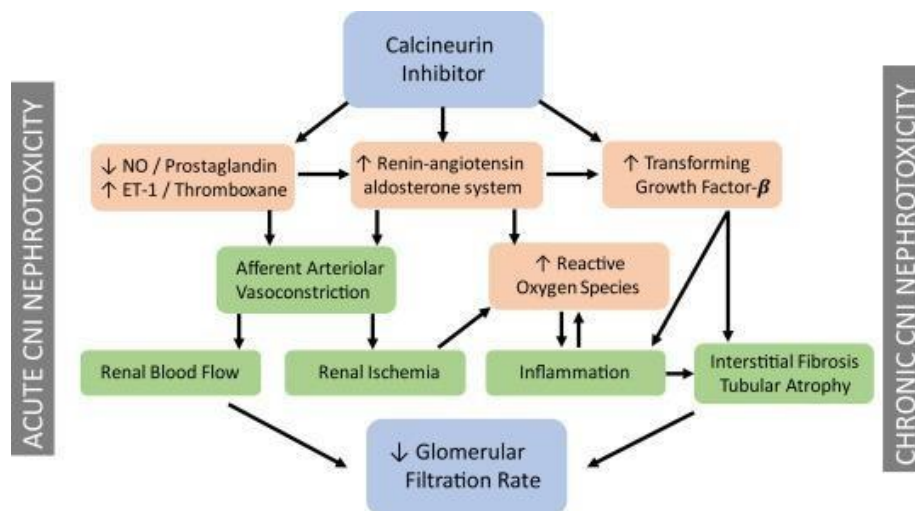 Calcineurin
Inhibitor
ACUTE CNI NEPHROTOXICITY
CHRONIC CNI NEPHROTOXICITY
↓ NO / Prostaglandin
↑ ET-1 / Thromboxane
↑ Renin-angiotensin
aldosterone system
↑ Transforming
Growth Factor-β
Afferent Arteriolar
Vasoconstriction
↑ Reactive
Oxygen Species
Renal Blood Flow
Renal Ischemia
Inflammation
Interstitial Fibrosis
Tubular Atrophy
↓ Glomerular
Filtration Rate